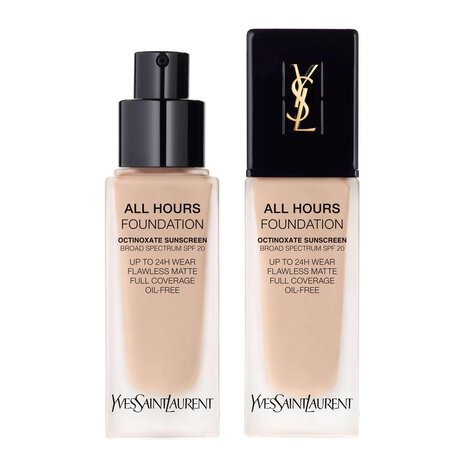 ALL HOURS
FOUNDATION
OCTINOXATE SUNSCREEN
BROAD SPECTRUM SPF 20
UP TO 24H WEAR
FLAWLESS MATTE
FULL COVERAGE
OIL-FREE
YVESSAINTLAURENT
YSL
ALL HOURS
FOUNDATION
OCTINOXATE SUNSCREEN
BROAD SPECTRUM SPF 20
UP TO 24H WEAR
FLAWLESS MATTE
FULL COVERAGE
OIL-FREE
YVESSAINTLAURENT